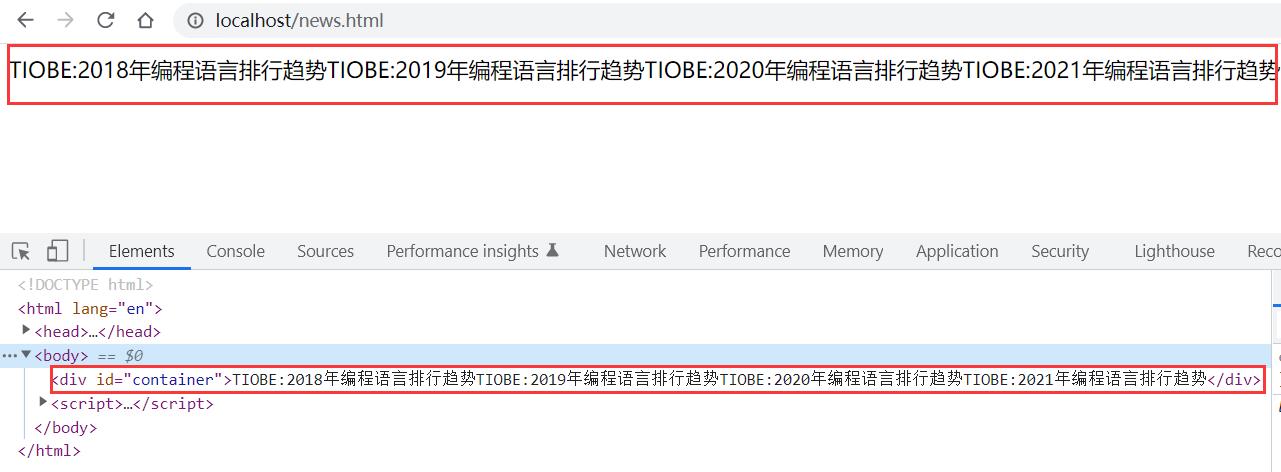 localhost/news.html
TIOBE:2018年编程语言排行趋势TIOBE:2019年编程语言排行趋势TIOBE:2020年编程语言排行趋势TIOBE:2021年编程语言排行趋势
Elements Console Sources Performance insights Network Performance Memory Application Security Lighthouse Reco
<!DOCTYPE html>
<html lang="en">
<head>…</head>
<body> == $0
<div id="container">TIOBE:2018年编程语言排行趋势TIOBE:2019年编程语言排行趋势TIOBE:2020年编程语言排行趋势TIOBE:2021年编程语言排行趋势</div>
<script>…</script>
</body>
</html>